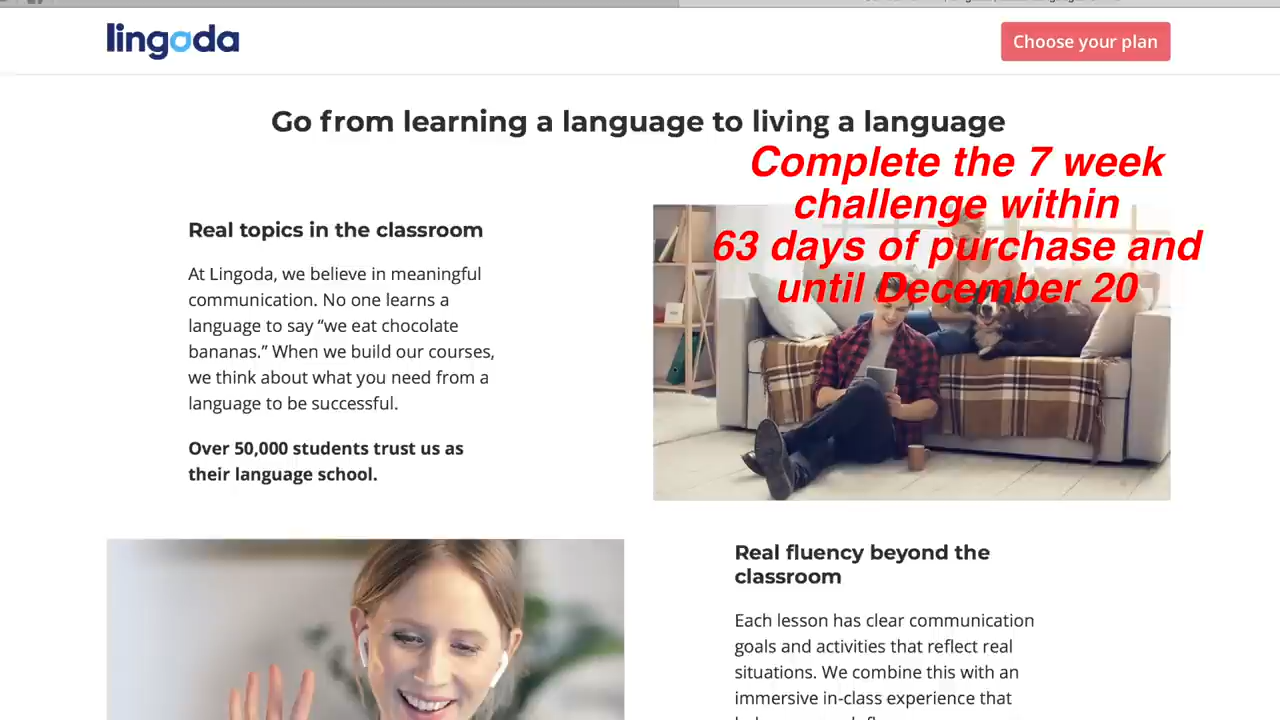 lingoda
Choose your plan
Go from learning a language to living a language
Complete the 7 week
challenge within
63 days of purchase and
until December 20
Real topics in the classroom
At Lingoda, we believe in meaningful
communication. No one learns a
language to say “we eat chocolate
bananas.” When we build our courses,
we think about what you need from a
language to be successful.
Over 50,000 students trust us as
their language school.
Real fluency beyond the
classroom
Each lesson has clear communication
goals and activities that reflect real
situations. We combine this with an
immersive in-class experience that